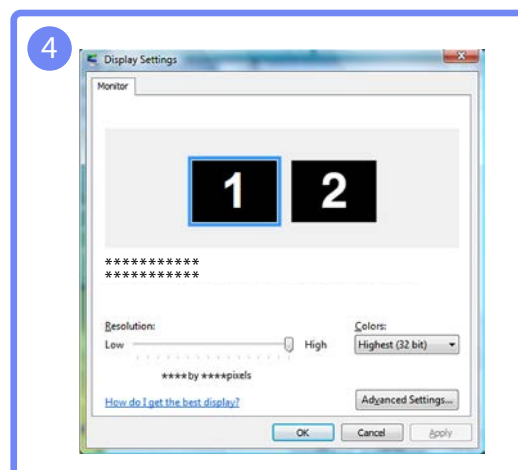 4
Display Settings
Monitor
1 2
***********
***********
Resolution: Colors:
Low High Highest (32 bit)
****by ****pixels
How do I get the best display? Advanced Settings...
OK Cancel Apply